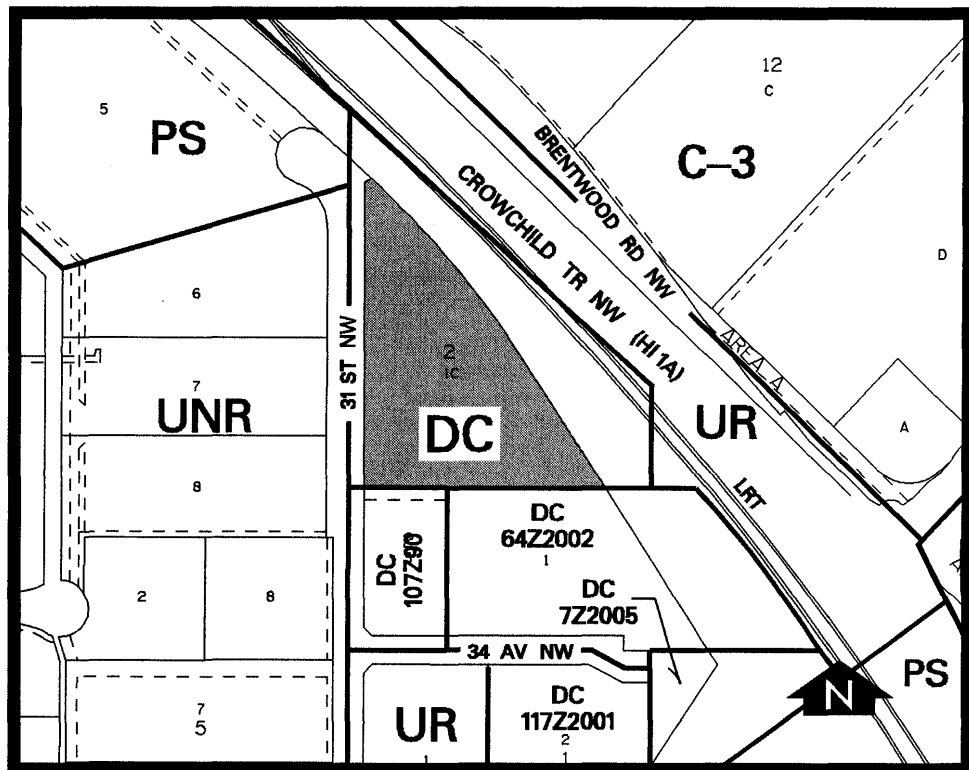 5
PS
12
C
C–3
BRENTWOOD RD NW
CROWCHILD TR NW (HI 1A)
D
6
31 ST NW
2
1C
AREA A
7
UNR
DC
UR
A
8
LRT
DC
64Z2002
1
DC
107Z90
A
2
8
DC
7Z2005
34 AV NW
PS
N
7
5
UR
1
DC
117Z2001
2
1